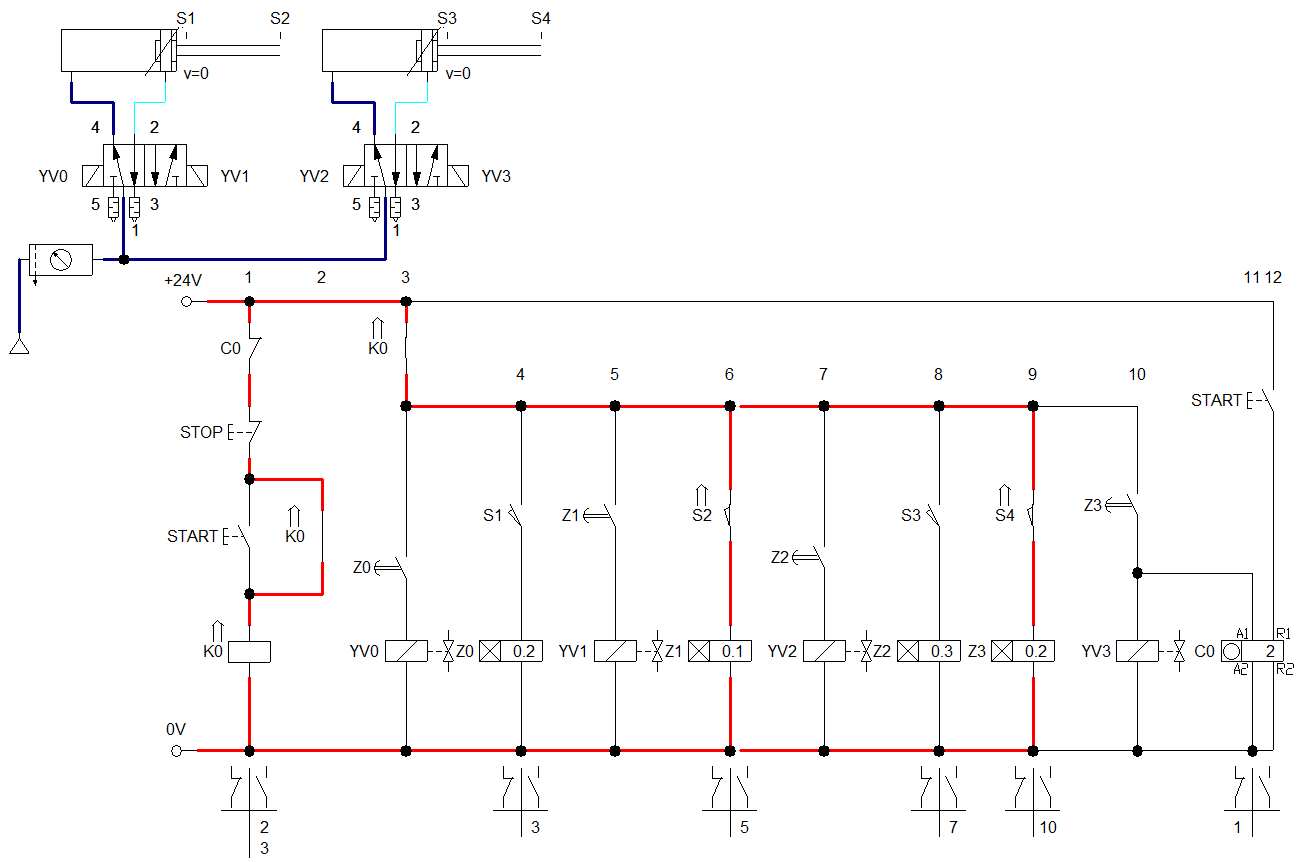 S1 S2 S3 S4
v=0 v=0
4 2 4 2
YV0 YV1 YV2 YV3
5 3 5 3
1 1
+24V 1 2 3 11 12
C0 K0
4 5 6 7 8 9 10
START
STOP
S1 Z1 S2 S3 S4 Z3
START K0
Z0 Z2
A1 R1
K0 YV0 Z0 0.2 YV1 Z1 0.1 YV2 Z2 0.3 Z3 0.2 YV3 C0 2
A2 R2
0V
2 3 5 7 10 1
3